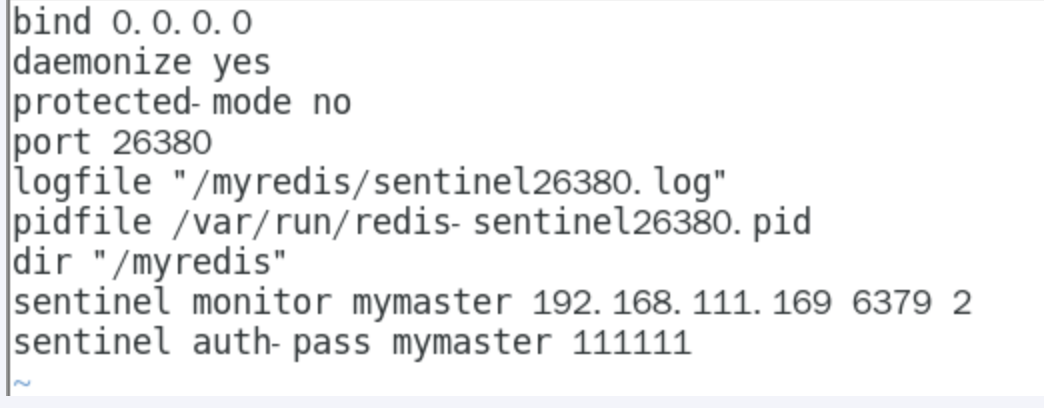 bind 0.0.0.0
daemonize yes
protected-mode no
port 26380
logfile "/myredis/sentinel26380.log"
pidfile /var/run/redis-sentinel26380.pid
dir "/myredis"
sentinel monitor mymaster 192.168.111.169 6379 2
sentinel auth-pass mymaster 111111
~